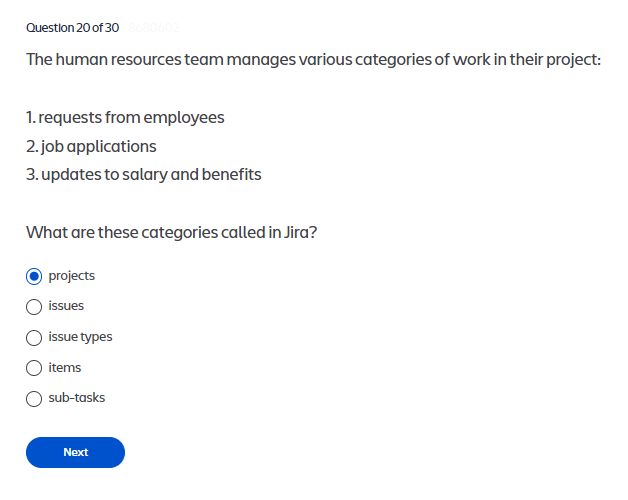 Question 20 of 30 8680602
The human resources team manages various categories of work in their project:
1. requests from employees
2. job applications
3. updates to salary and benefits
What are these categories called in Jira?
projects
issues
issue types
items
sub-tasks
Next